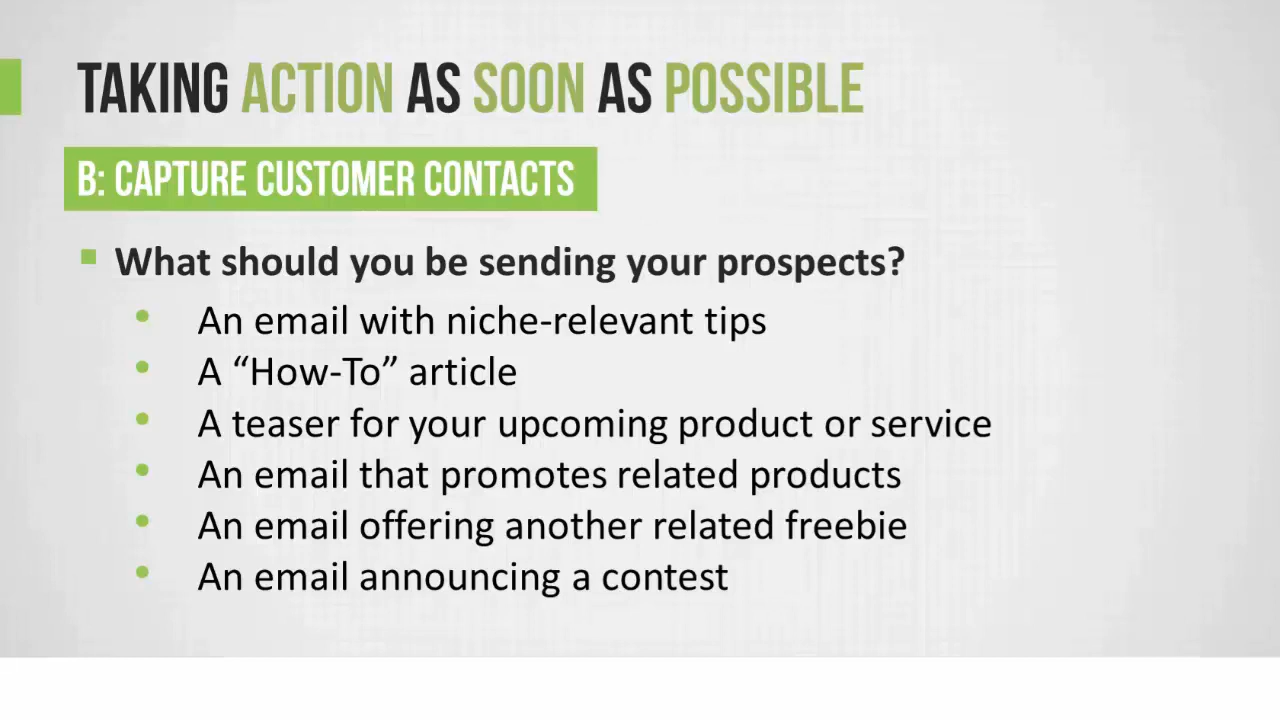 TAKING ACTION AS SOON AS POSSIBLE
B: CAPTURE CUSTOMER CONTACTS
What should you be sending your prospects?
An email with niche-relevant tips
A “How-To” article
A teaser for your upcoming product or service
An email that promotes related products
An email offering another related freebie
An email announcing a contest